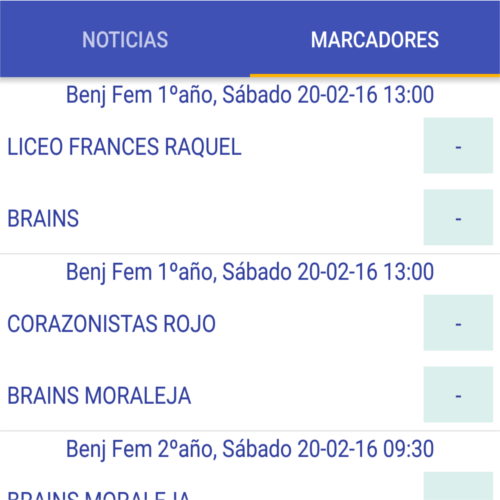 NOTICIAS
MARCADORES
Benj Fem 1ºaño, Sábado 20-02-16 13:00
LICEO FRANCES RAQUEL -
BRAINS -
Benj Fem 1ºaño, Sábado 20-02-16 13:00
CORAZONISTAS ROJO -
BRAINS MORALEJA -
Benj Fem 2ºaño, Sábado 20-02-16 09:30
BRAINS MORALEJA